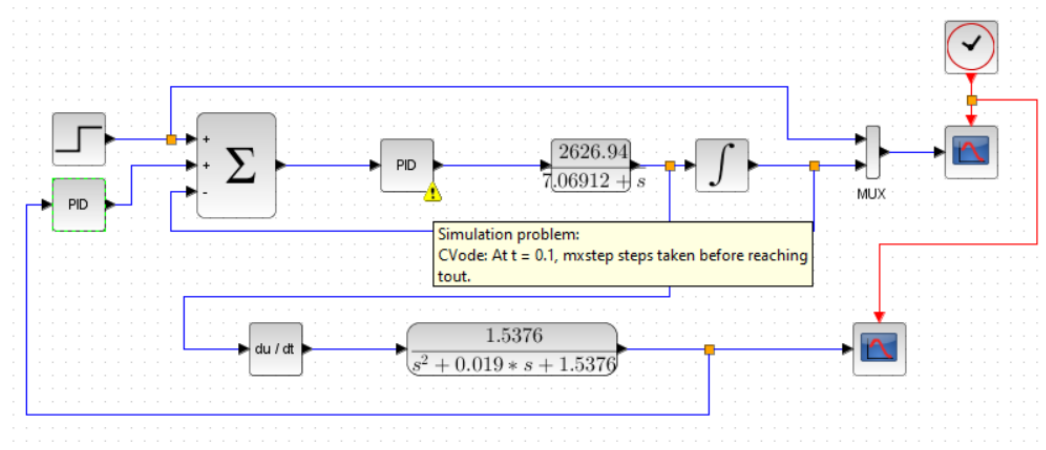 +
+
-
Σ
PID
2626.94
7.06912 + s
∫
MUX
PID
Simulation problem:
CVode: At t = 0.1, mxstep steps taken before reaching
tout.
du / dt
1.5376
s² + 0.019 * s + 1.5376